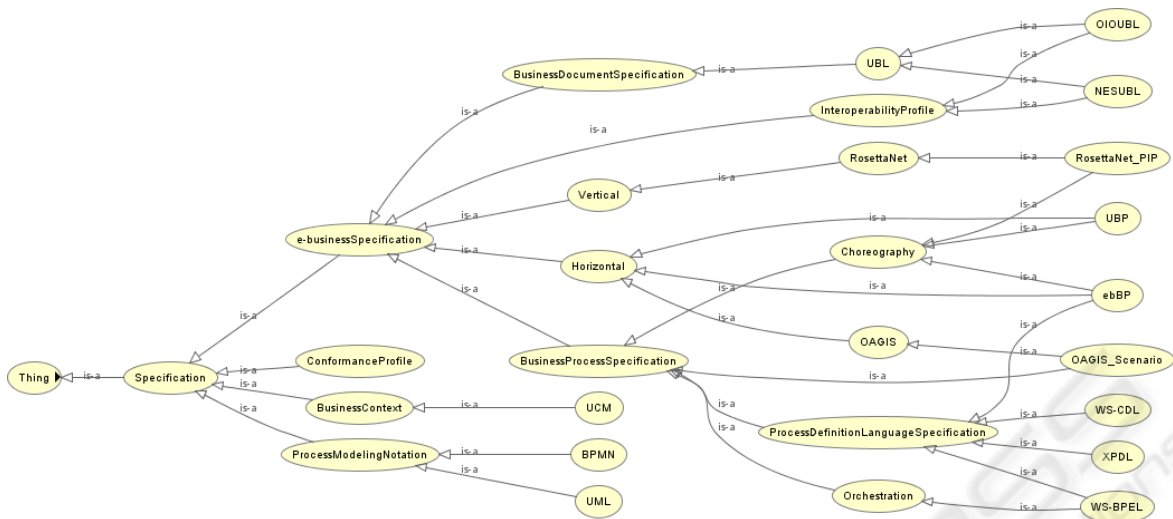 OIOUBL
is-a
is-a
BusinessDocumentSpecification
is-a
UBL
is-a
is-a
NESUBL
InteroperabilityProfile
is-a
is-a
is-a
RosettaNet
is-a
RosettaNet_PIP
is-a
Vertical
is-a
is-a
is-a
UBP
e-businessSpecification
is-a
is-a
Choreography
is-a
Horizontal
is-a
is-a
is-a
is-a
ebBP
is-a
is-a
is-a
OAGIS
is-a
OAGIS_Scenario
ConformanceProfile
BusinessProcessSpecification
is-a
Thing
is-a
Specification
is-a
is-a
BusinessContext
is-a
UCM
is-a
is-a
WS-CDL
is-a
is-a
ProcessDefinitionLanguageSpecification
ProcessModelingNotation
is-a
BPMN
is-a
XPDL
is-a
is-a
UML
Orchestration
is-a
WS-BPEL